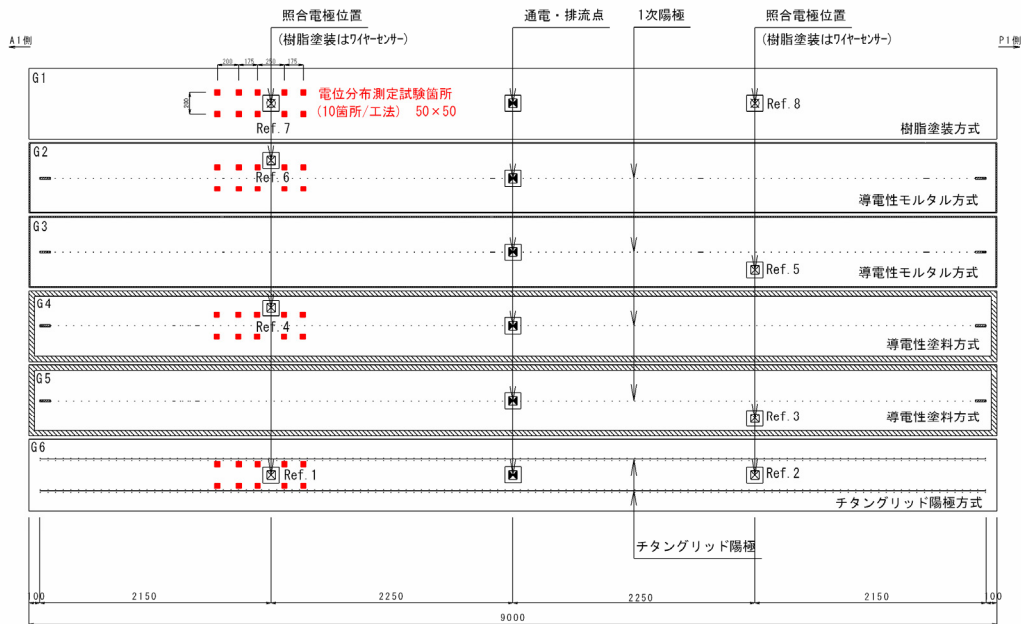 照合電極位置
(樹脂塗装はワイヤーセンサー)
通電・排流点
1次陽極
照合電極位置
(樹脂塗装はワイヤーセンサー)
A1側
P1側
200 175 250 175
G1
200
電位分布測定試験箇所
(10箇所/工法) 50×50
Ref.7
Ref.8
樹脂塗装方式
G2
Ref.6
導電性モルタル方式
G3
Ref.5
導電性モルタル方式
G4
Ref.4
導電性塗料方式
G5
Ref.3
導電性塗料方式
G6
Ref.1
Ref.2
チタングリッド陽極方式
チタングリッド陽極
100 2150 2250 2250 2150 100
9000